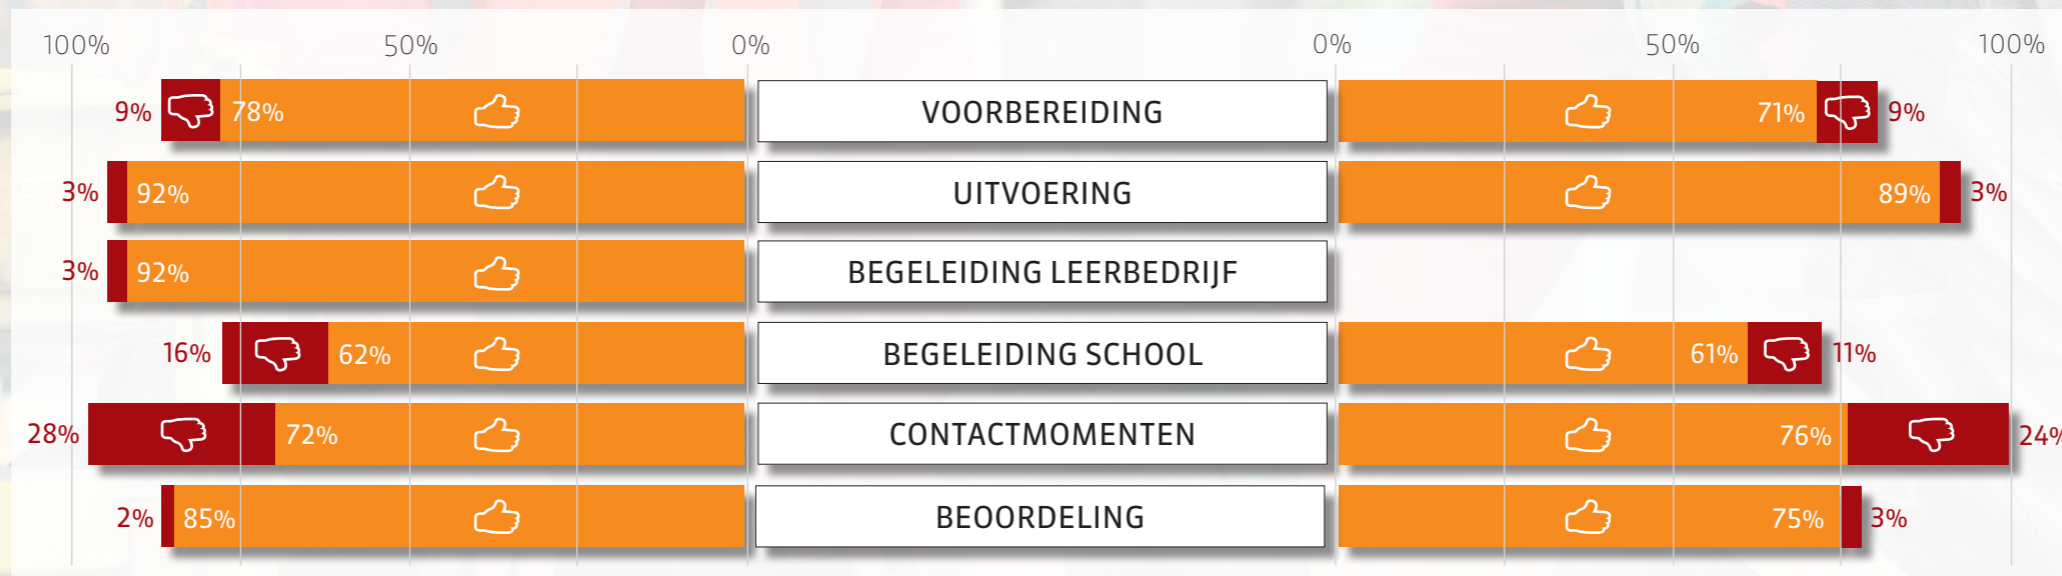 100% 50% 0% 0% 50% 100%
9% 78% VOORBEREIDING 71% 9%
3% 92% UITVOERING 89% 3%
3% 92% BEGELEIDING LEERBEDRIJF
16% 62% BEGELEIDING SCHOOL 61% 11%
28% 72% CONTACTMOMENTEN 76% 24%
2% 85% BEOORDELING 75% 3%